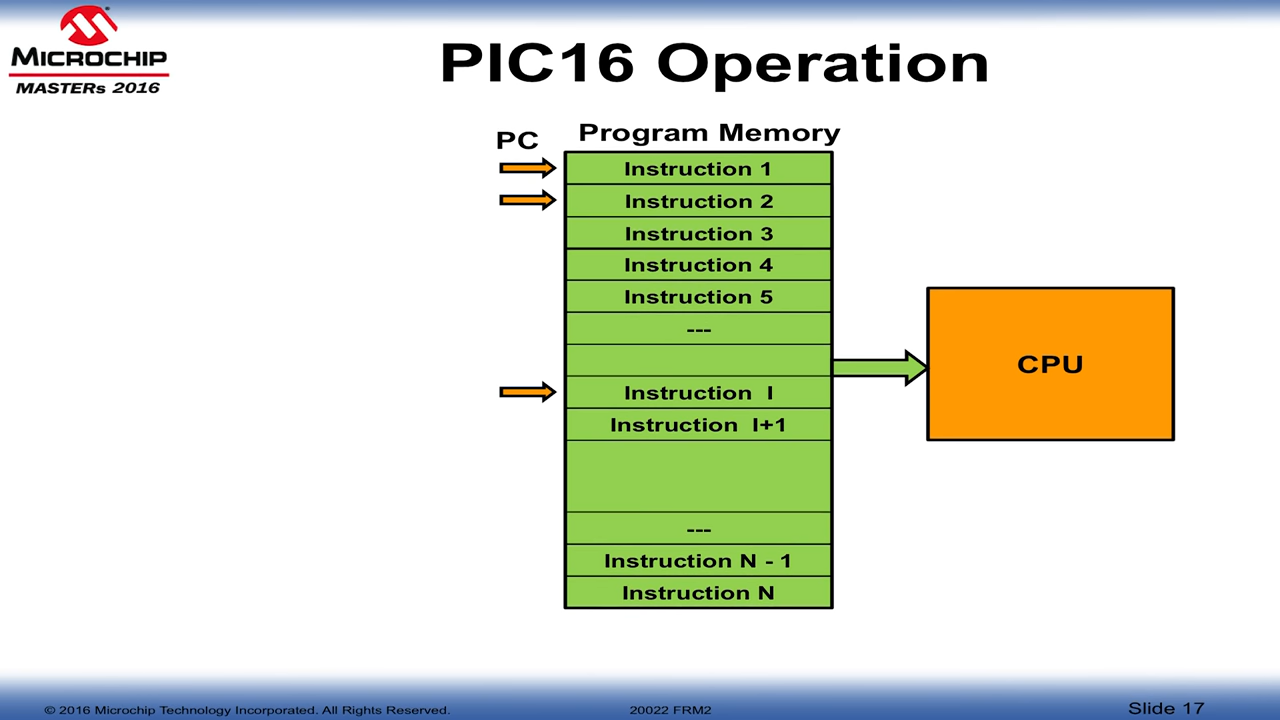 MICROCHIP
MASTERs 2016
PIC16 Operation
PC
Program Memory
Instruction 1
Instruction 2
Instruction 3
Instruction 4
Instruction 5
---
Instruction I
Instruction I+1
---
Instruction N - 1
Instruction N
CPU
© 2016 Microchip Technology Incorporated. All Rights Reserved.
20022 FRM2
Slide 17